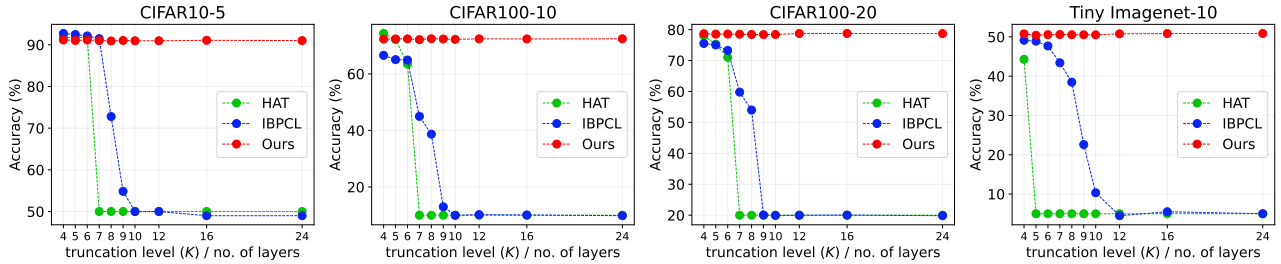 CIFAR10-5
Accuracy (%)
90
80
70
60
50
HAT
IBPCL
Ours
4 5 6 7 8 9 10 12 16 24
truncation level (K) / no. of layers
CIFAR100-10
Accuracy (%)
60
40
20
HAT
IBPCL
Ours
4 5 6 7 8 9 10 12 16 24
truncation level (K) / no. of layers
CIFAR100-20
Accuracy (%)
80
70
60
50
40
30
20
HAT
IBPCL
Ours
4 5 6 7 8 9 10 12 16 24
truncation level (K) / no. of layers
Tiny Imagenet-10
Accuracy (%)
50
40
30
20
10
HAT
IBPCL
Ours
4 5 6 7 8 9 10 12 16 24
truncation level (K) / no. of layers